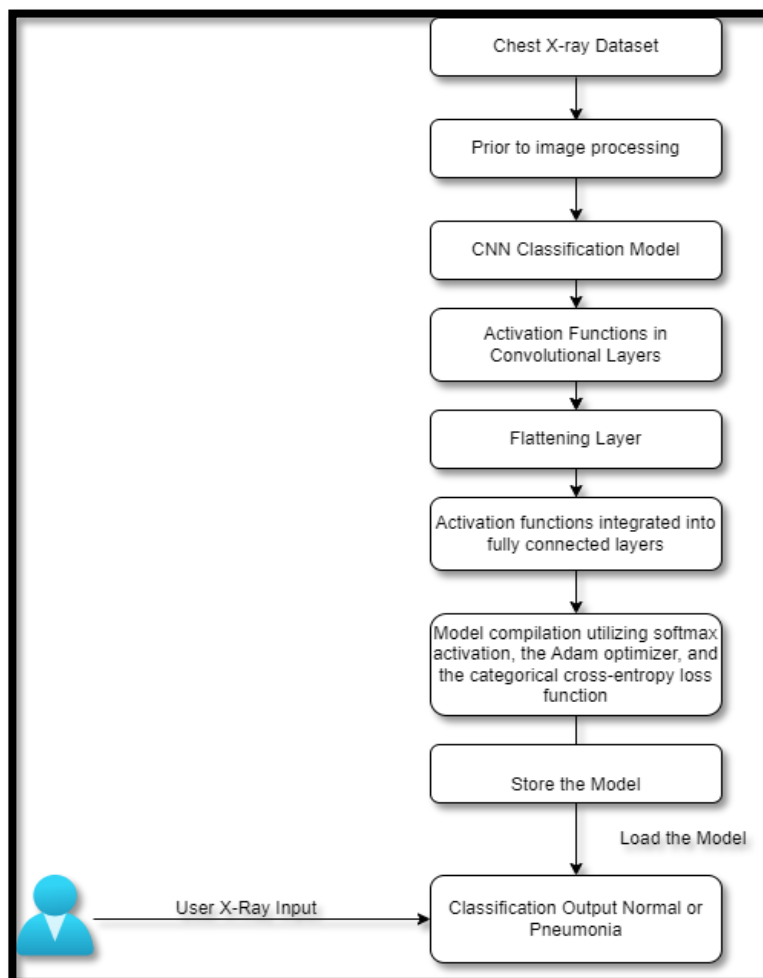 Chest X-ray Dataset
Prior to image processing
CNN Classification Model
Activation Functions in
Convolutional Layers
Flattening Layer
Activation functions integrated into
fully connected layers
Model compilation utilizing softmax
activation, the Adam optimizer, and
the categorical cross-entropy loss
function
Store the Model
Load the Model
User X-Ray Input
Classification Output Normal or
Pneumonia